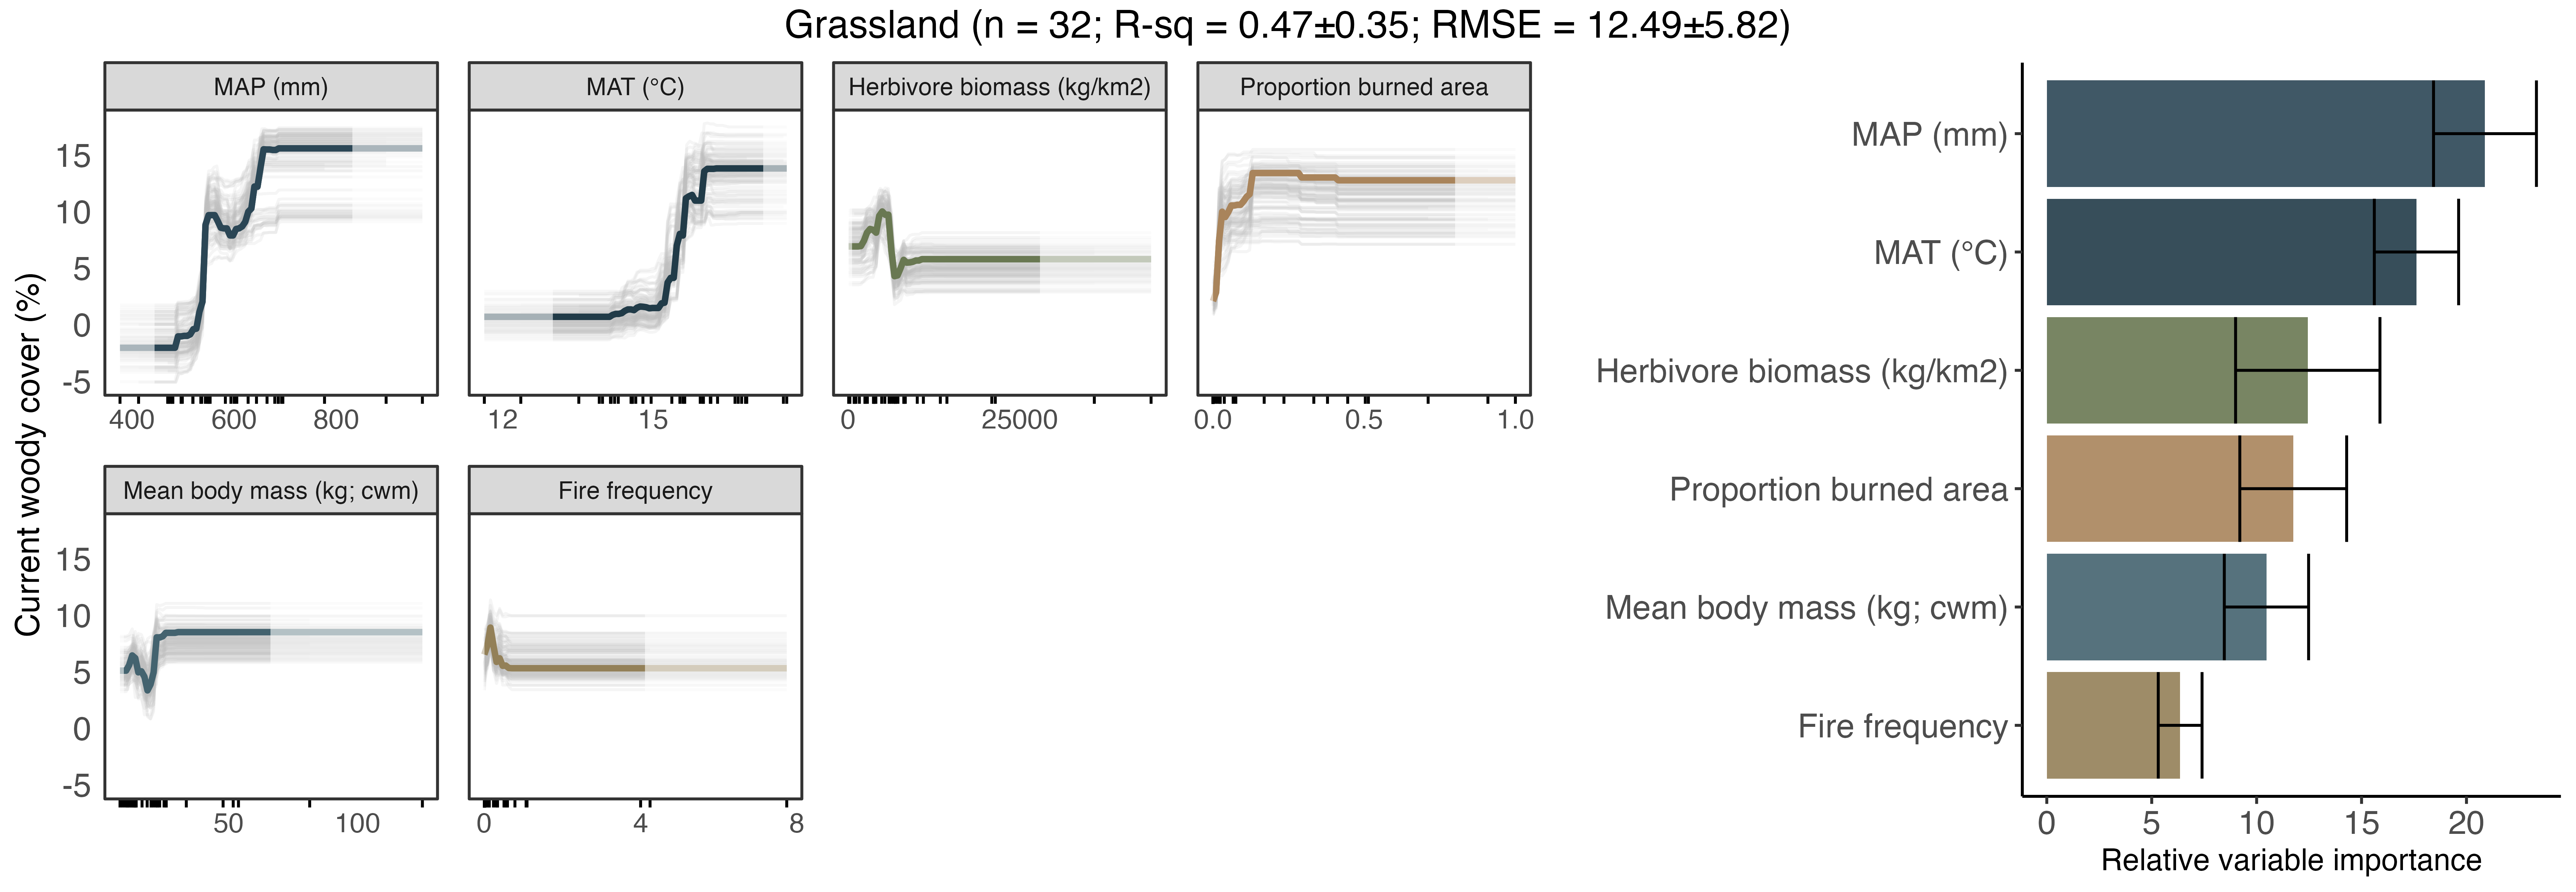 Grassland (n = 32; R-sq = 0.47±0.35; RMSE = 12.49±5.82)
Current woody cover (%)
MAP (mm)
MAT (°C)
Herbivore biomass (kg/km2)
Proportion burned area
15
10
5
0
-5
400 600 800
12 15
0 25000
0.0 0.5 1.0
Mean body mass (kg; cwm)
Fire frequency
15
10
5
0
-5
50 100
0 4 8
MAP (mm)
MAT (°C)
Herbivore biomass (kg/km2)
Proportion burned area
Mean body mass (kg; cwm)
Fire frequency
0 5 10 15 20
Relative variable importance